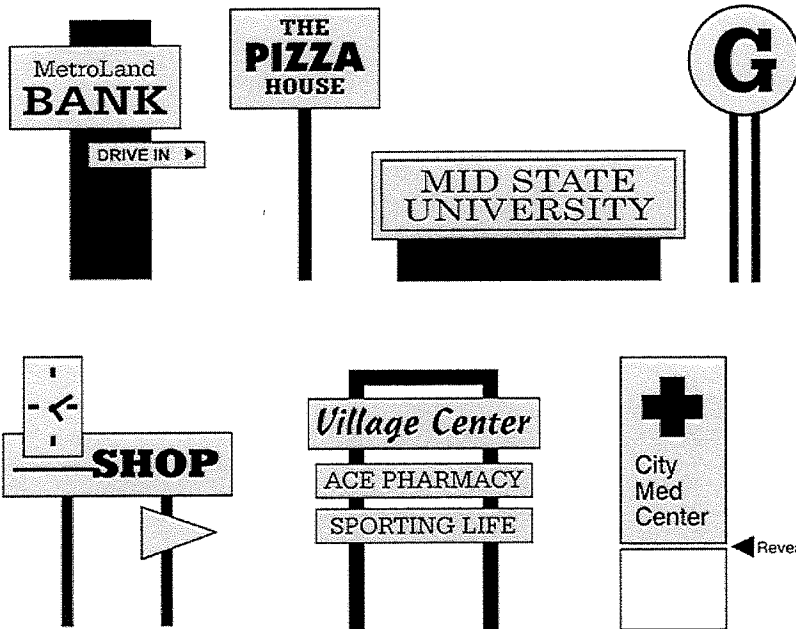 MetroLand
BANK
DRIVE IN
THE
PIZZA
HOUSE
MID STATE
UNIVERSITY
G
SHOP
Village Center
ACE PHARMACY
SPORTING LIFE
City
Med
Center